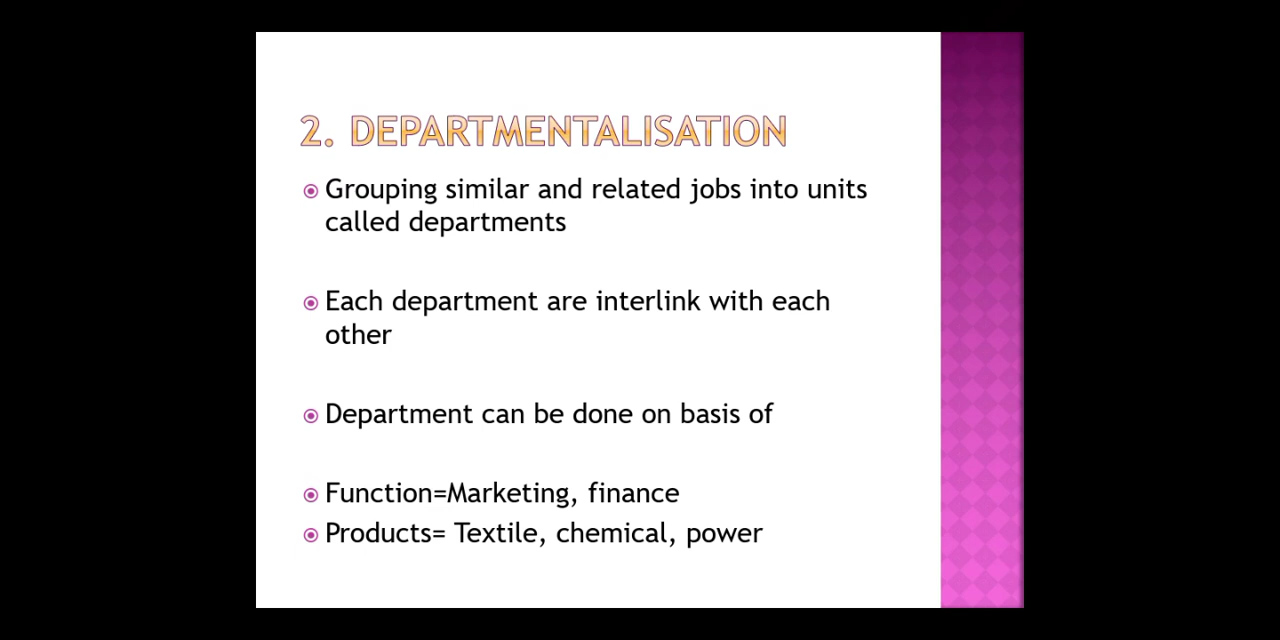 2. DEPARTMENTALISATION
Grouping similar and related jobs into units
called departments
Each department are interlink with each
other
Department can be done on basis of
Function=Marketing, finance
Products= Textile, chemical, power